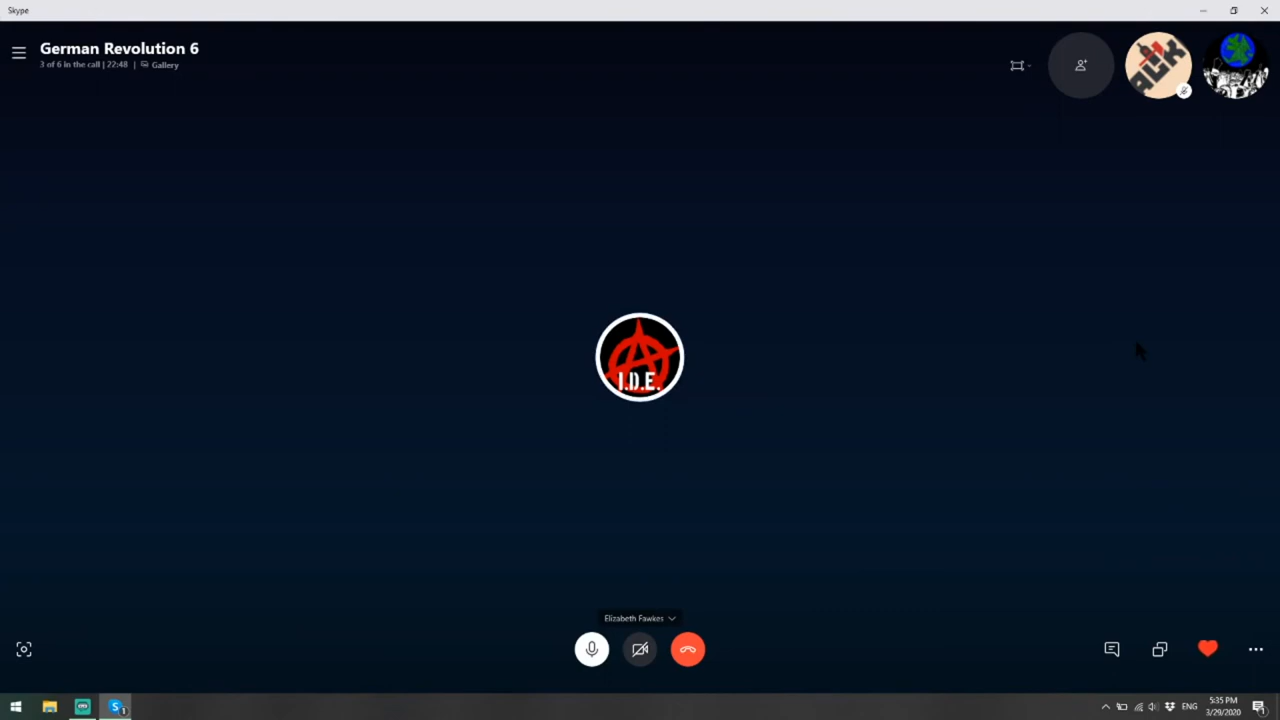 Skype
German Revolution 6
3 of 6 in the call | 22:48 | Gallery
I.D.E.
Elizabeth Fawkes
ENG
5:35 PM
3/29/2020